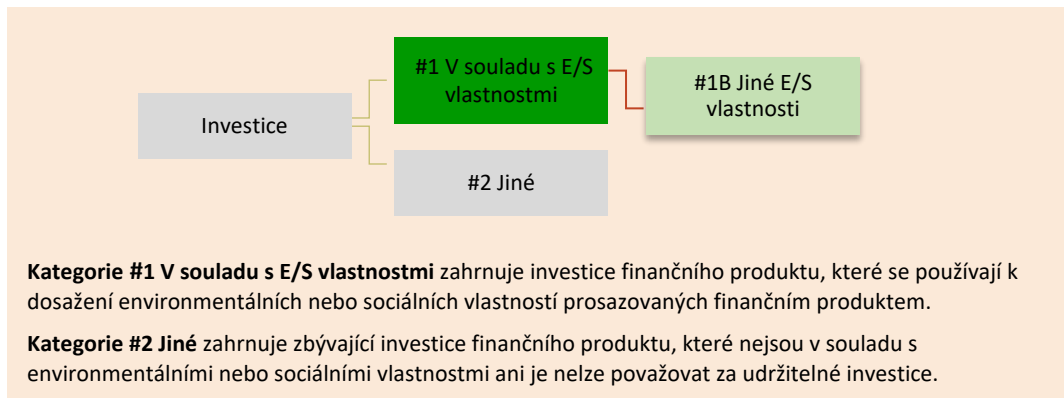 #1 V souladu s E/S
vlastnostmi
#1B Jiné E/S
vlastnosti
Investice
#2 Jiné
Kategorie #1 V souladu s E/S vlastnostmi zahrnuje investice finančního produktu, které se používají k
dosažení environmentálních nebo sociálních vlastností prosazovaných finančním produktem.
Kategorie #2 Jiné zahrnuje zbývající investice finančního produktu, které nejsou v souladu s
environmentálními nebo sociálními vlastnostmi ani je nelze považovat za udržitelné investice.